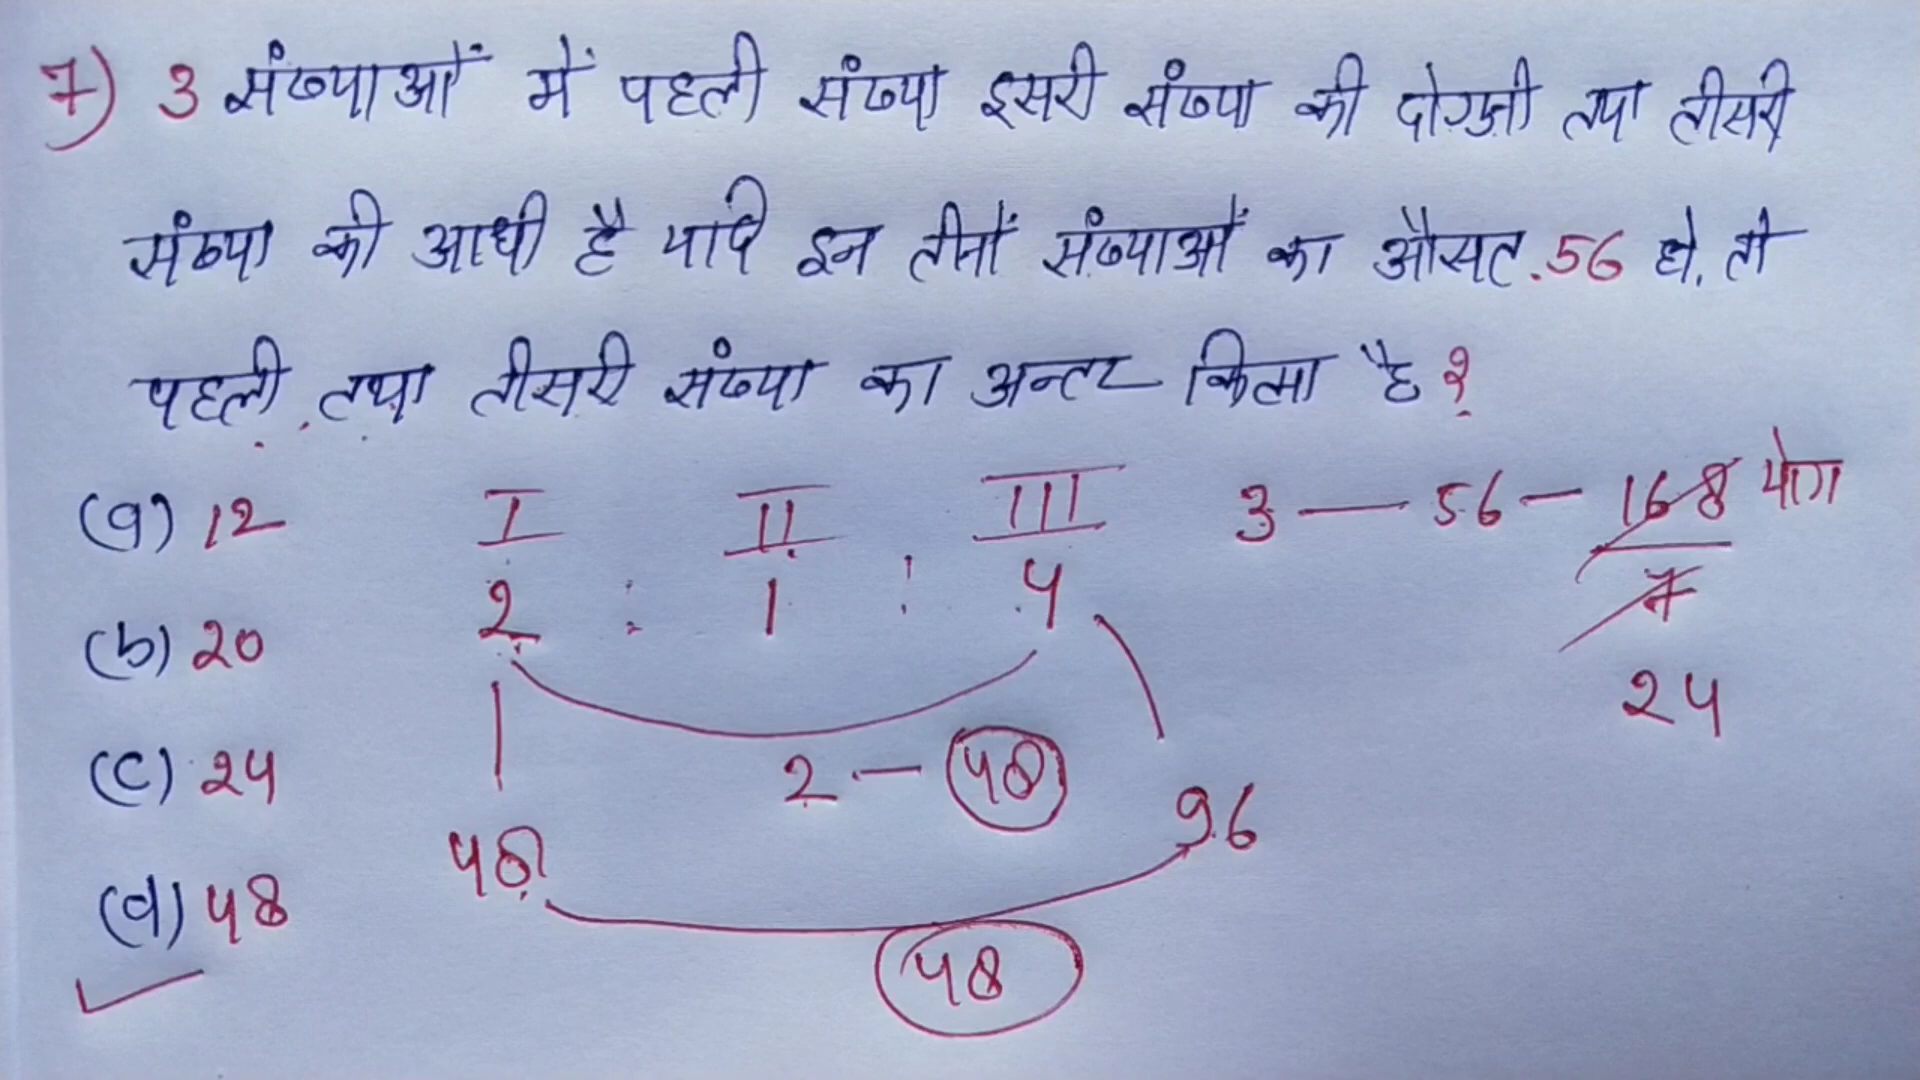 7) 3 संख्याओं में पहली संख्या दूसरी संख्या की दोगुनी तथा तीसरी
संख्या की आधी है यदि इन तीनों संख्याओं का औसत 56 हो, तो
पहली तथा तीसरी संख्या का अन्तर कितना है?
(a) 12
I II III
3 — 56 — 168 योग
2 : 1 : 4
7
(b) 20
24
(c) 24
2 — 48
48
96
(d) 48
48